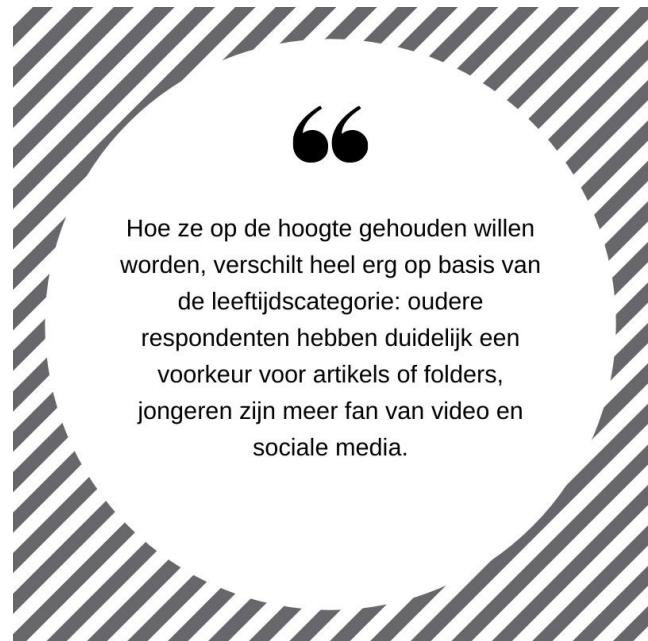 ❝
Hoe ze op de hoogte gehouden willen
worden, verschilt heel erg op basis van
de leeftijdscategorie: oudere
respondenten hebben duidelijk een
voorkeur voor artikels of folders,
jongeren zijn meer fan van video en
sociale media.